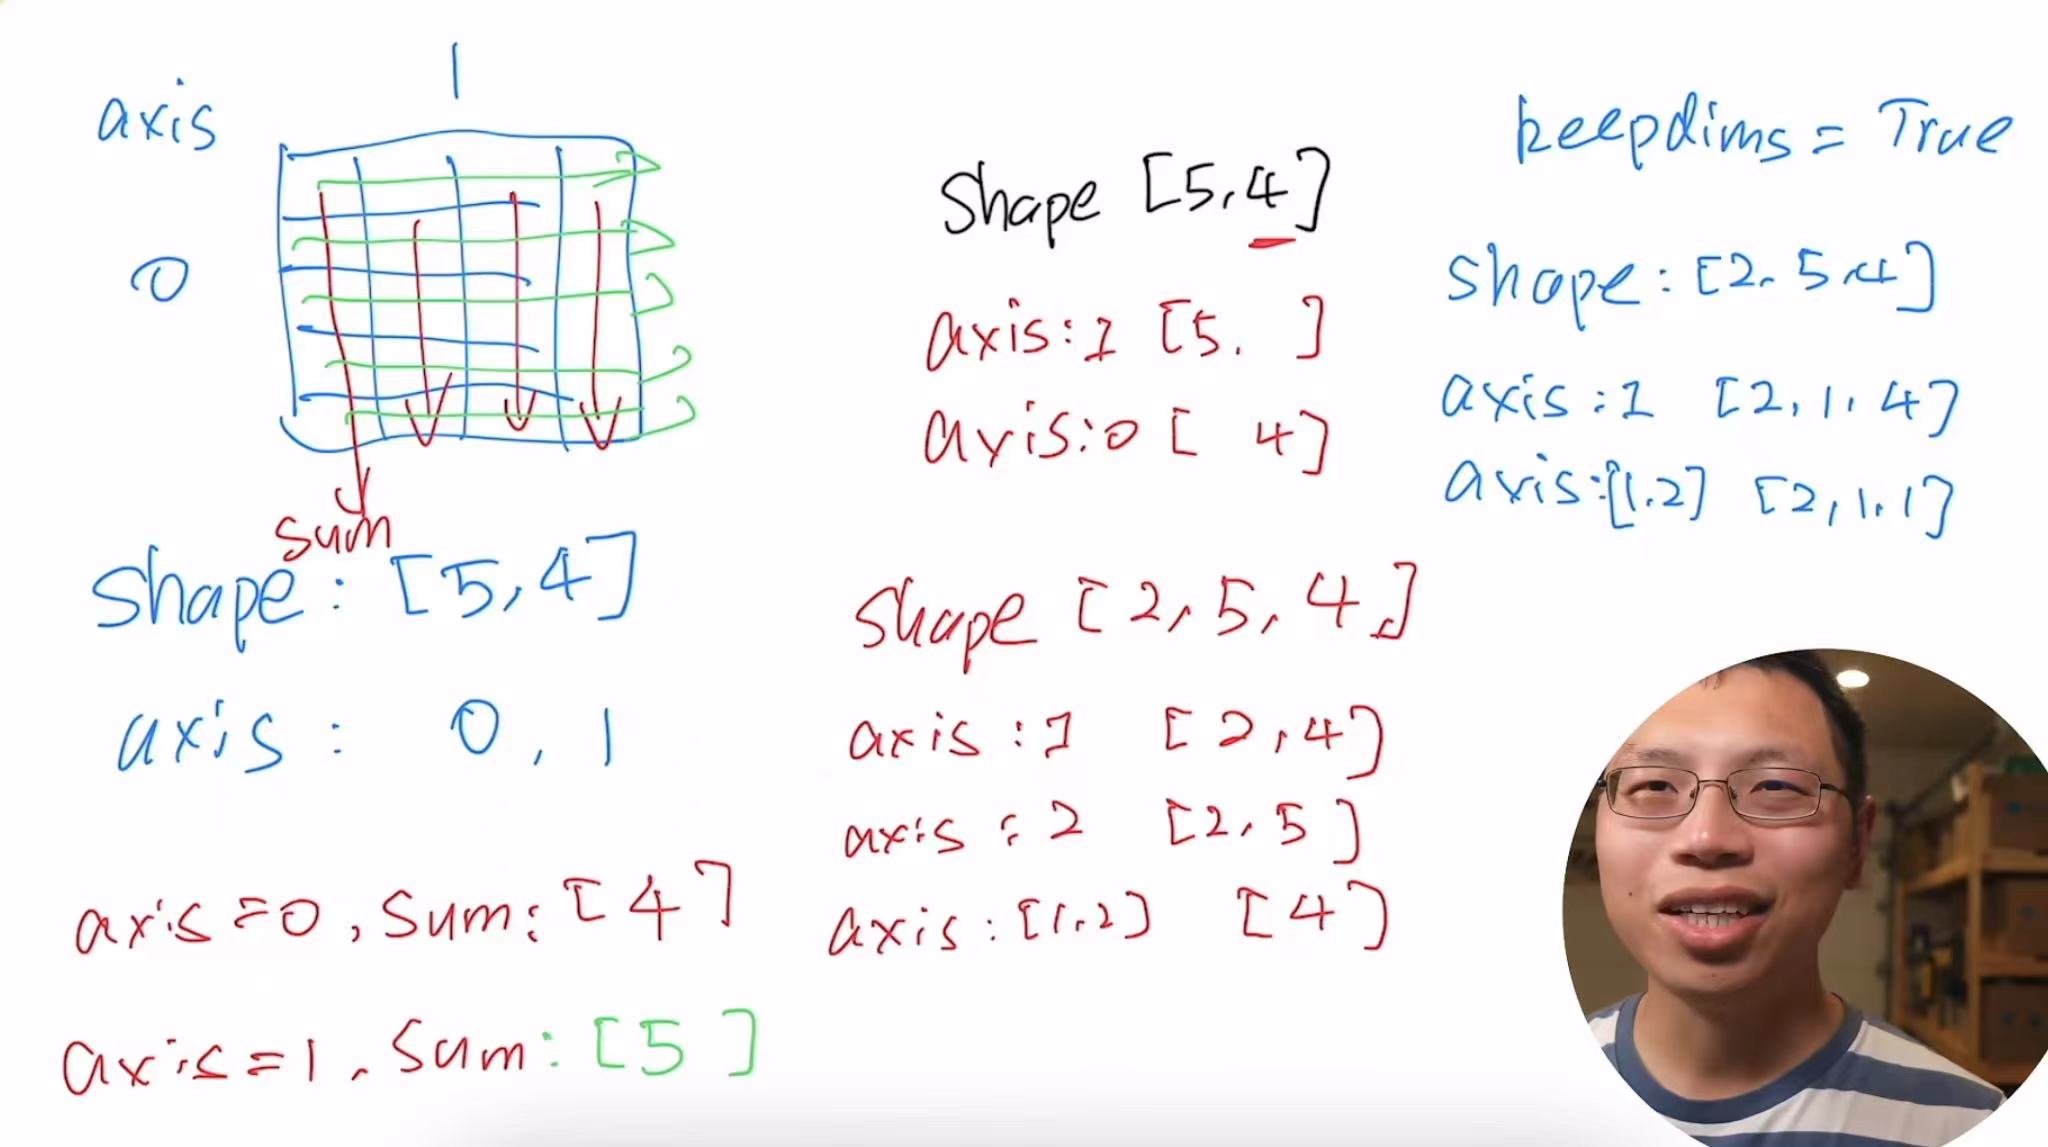 axis
1
0
sum
shape: [5,4]
axis: 0, 1
axis=0, sum: [4]
axis=1, sum: [5 ]
shape [5,4]
axis:1 [5, ]
axis:0 [ 4]
shape [2, 5, 4,]
axis:1 [2,4]
axis:2 [2,5]
axis:[1,2] [4]
keepdims=True
shape:[2,5,4]
axis:1 [2,1,4]
axis:[1,2] [2,1,1]